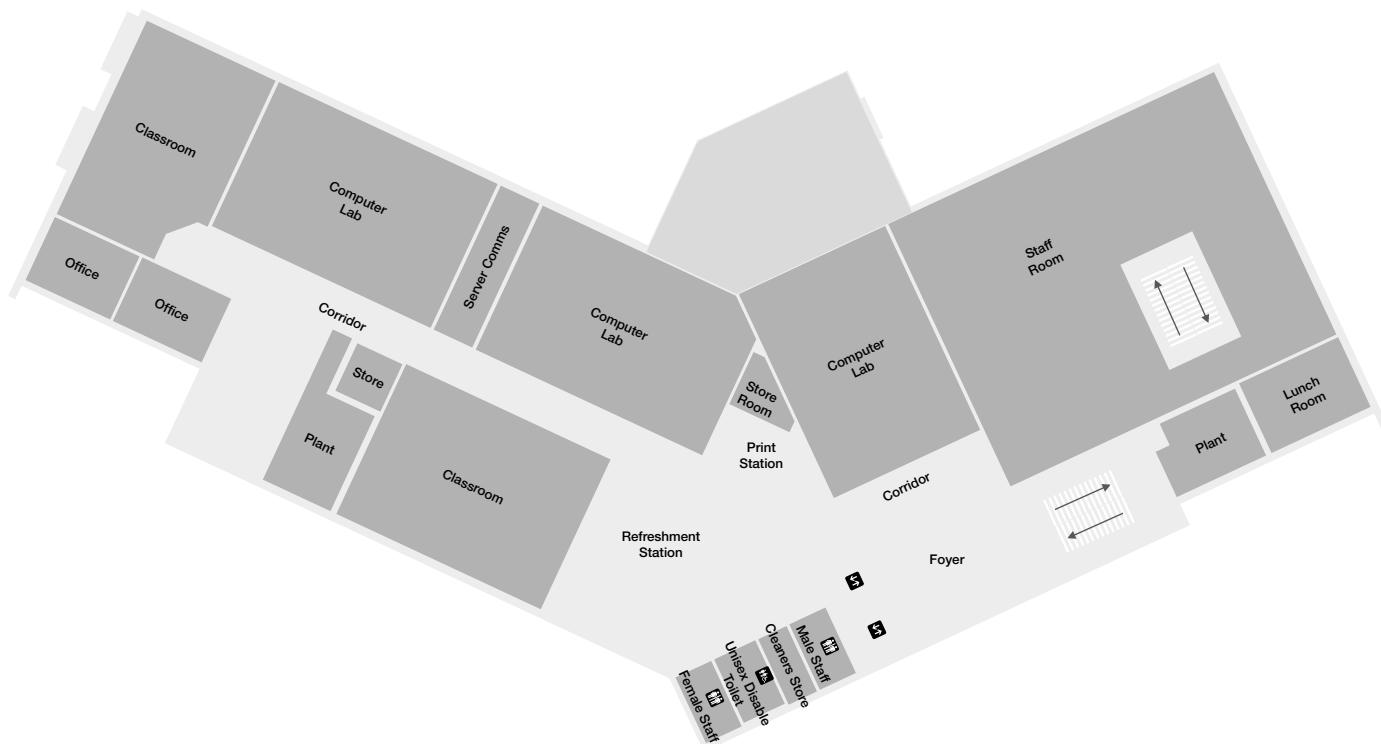 Classroom
Computer
Lab
Server Comms
Staff
Room
Office
Office
Corridor
Computer
Lab
Computer
Lab
Store
Store
Room
Lunch
Room
Plant
Plant
Print
Station
Classroom
Corridor
Refreshment
Station
Foyer
Female Staff
Unisex Disable
Toilet
Cleaners Store
Male Staff